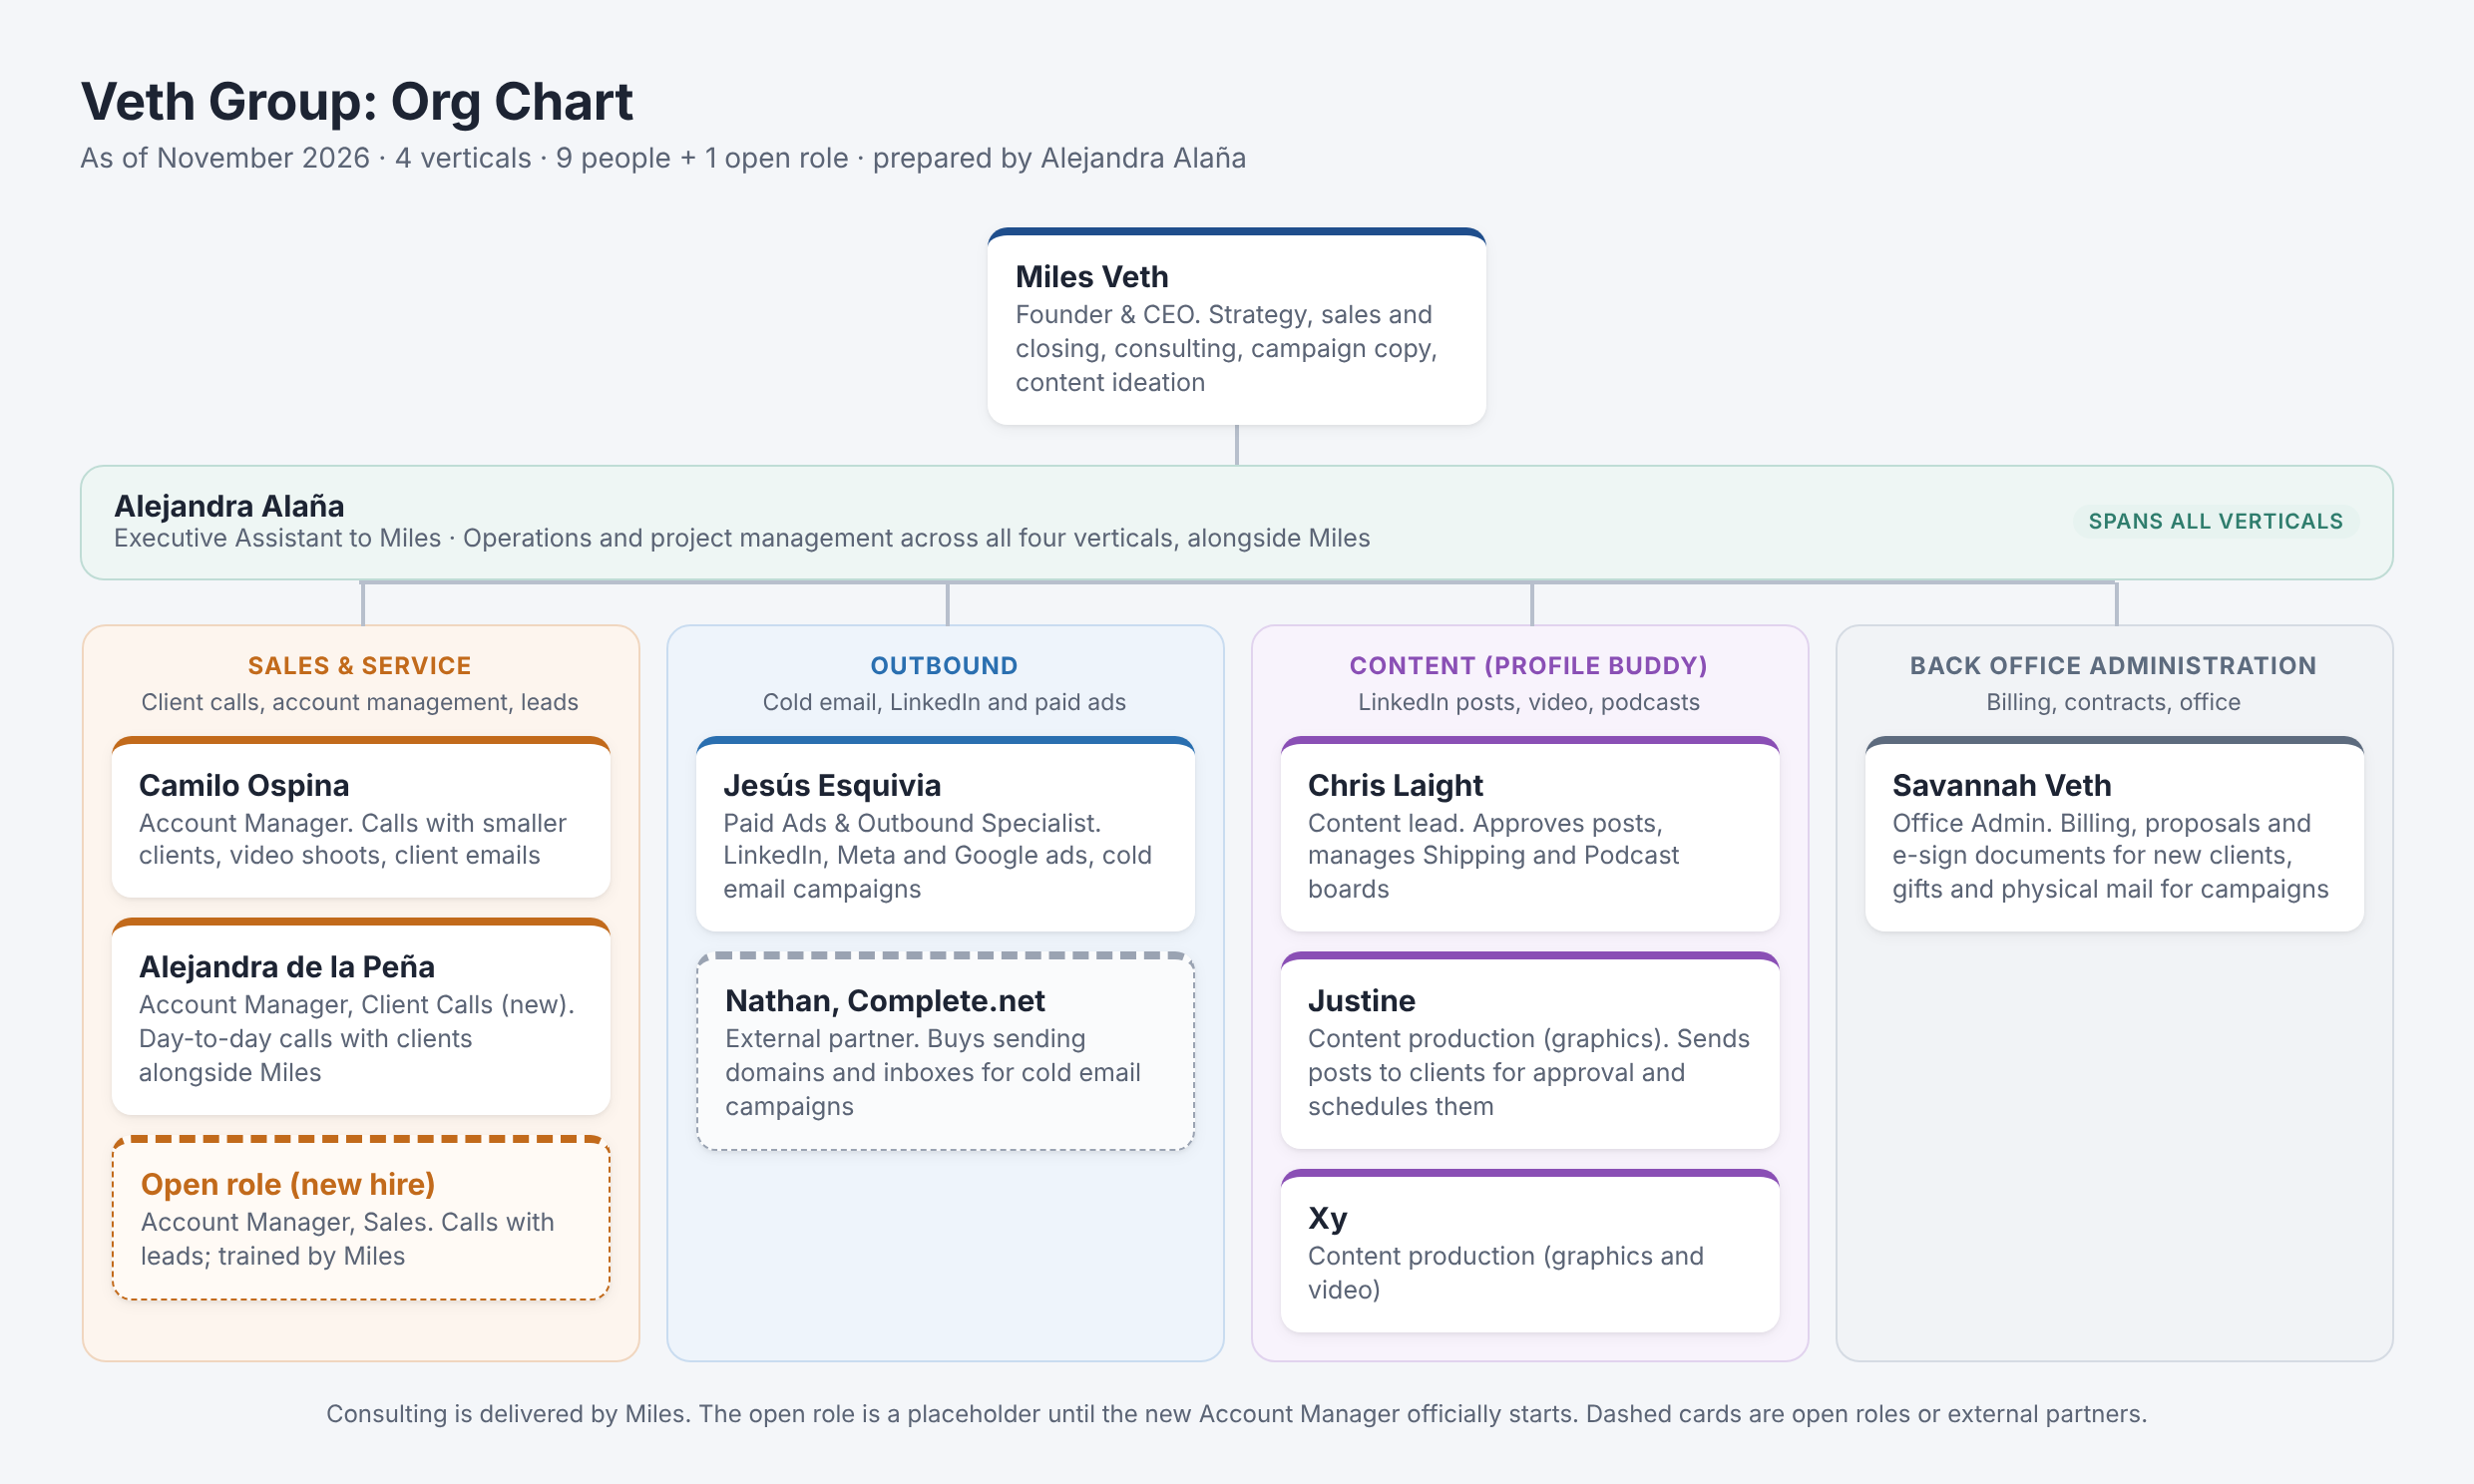 Veth Group: Org Chart
As of November 2026 · 4 verticals · 9 people + 1 open role · prepared by Alejandra Alaña
Miles Veth
Founder & CEO. Strategy, sales and
closing, consulting, campaign copy,
content ideation
Alejandra Alaña
Executive Assistant to Miles · Operations and project management across all four verticals, alongside Miles
SPANS ALL VERTICALS
SALES & SERVICE
Client calls, account management, leads
Camilo Ospina
Account Manager. Calls with smaller
clients, video shoots, client emails
Alejandra de la Peña
Account Manager, Client Calls (new).
Day-to-day calls with clients
alongside Miles
Open role (new hire)
Account Manager, Sales. Calls with
leads; trained by Miles
OUTBOUND
Cold email, LinkedIn and paid ads
Jesús Esquivia
Paid Ads & Outbound Specialist.
LinkedIn, Meta and Google ads, cold
email campaigns
Nathan, Complete.net
External partner. Buys sending
domains and inboxes for cold email
campaigns
CONTENT (PROFILE BUDDY)
LinkedIn posts, video, podcasts
Chris Laight
Content lead. Approves posts,
manages Shipping and Podcast
boards
Justine
Content production (graphics). Sends
posts to clients for approval and
schedules them
Xy
Content production (graphics and
video)
BACK OFFICE ADMINISTRATION
Billing, contracts, office
Savannah Veth
Office Admin. Billing, proposals and
e-sign documents for new clients,
gifts and physical mail for campaigns
Consulting is delivered by Miles. The open role is a placeholder until the new Account Manager officially starts. Dashed cards are open roles or external partners.